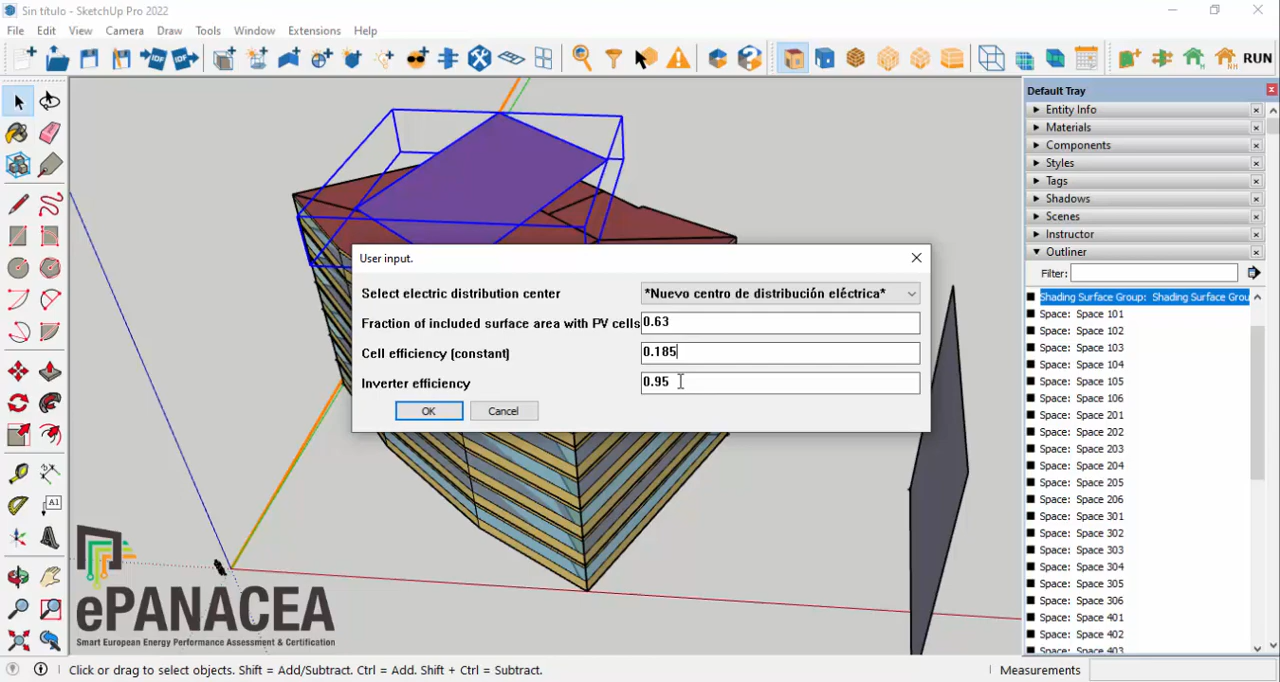 Sin título - SketchUp Pro 2022
File Edit View Camera Draw Tools Window Extensions Help
IDF IDF
H NH RUN
Default Tray
Entity Info
Materials
Components
Styles
Tags
Shadows
Scenes
Instructor
Outliner
Filter:
Shading Surface Group: Shading Surface Grou
Space: Space 101
Space: Space 102
Space: Space 103
Space: Space 104
Space: Space 105
Space: Space 106
Space: Space 201
Space: Space 202
Space: Space 203
Space: Space 204
Space: Space 205
Space: Space 206
Space: Space 301
Space: Space 302
Space: Space 303
Space: Space 304
Space: Space 305
Space: Space 306
Space: Space 401
Space: Space 402
Space: Space 403
User input.
Select electric distribution center *Nuevo centro de distribución eléctrica*
Fraction of included surface area with PV cells 0.63
Cell efficiency (constant) 0.185
Inverter efficiency 0.95
OK Cancel
A1
ePANACEA
Smart European Energy Performance Assessment & Certification
Click or drag to select objects. Shift = Add/Subtract. Ctrl = Add. Shift + Ctrl = Subtract.
Measurements